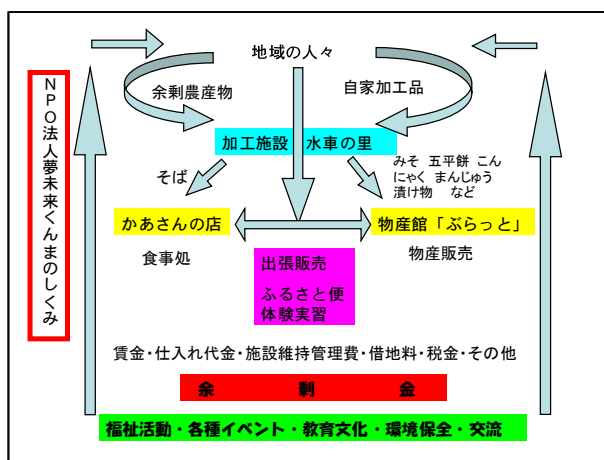 NPO法人夢未来くんまのしくみ
地域の人々
余剰農産物
自家加工品
加工施設 水車の里
そば
みそ 五平餅 こん
にゃく まんじゅう
漬け物 など
かあさんの店
物産館「ぶらっと」
食事処
物産販売
出張販売
ふるさと便
体験実習
賃金・仕入れ代金・施設維持管理費・借地料・税金・その他
余 剰 金
福祉活動・各種イベント・教育文化・環境保全・交流